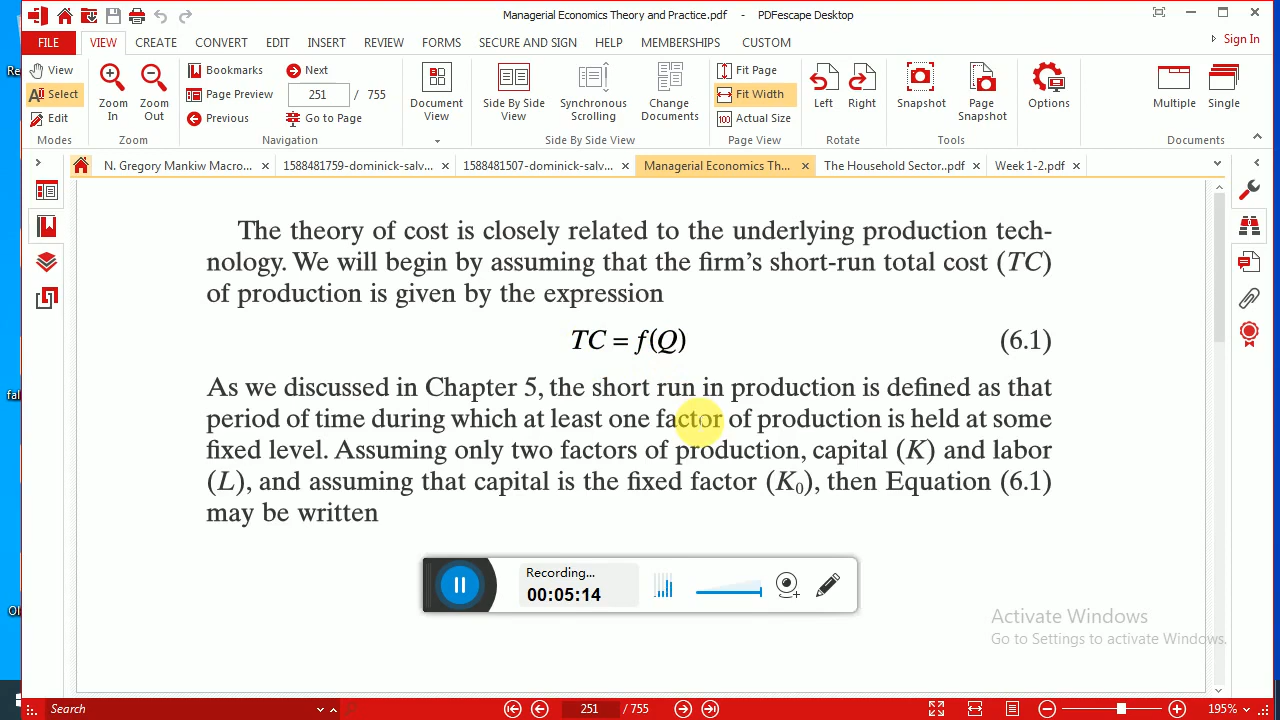 Managerial Economics Theory and Practice.pdf - PDFescape Desktop
FILE VIEW CREATE CONVERT EDIT INSERT REVIEW FORMS SECURE AND SIGN HELP MEMBERSHIPS CUSTOM Sign In
View
Select
Edit
Modes
Zoom In
Zoom Out
Zoom
Bookmarks Next
Page Preview 251 755
Previous Go to Page
Navigation
Document View
Side By Side View
Synchronous Scrolling
Change Documents
Side By Side View
Fit Page
Fit Width
100 Actual Size
Page View
Left Right
Rotate
Snapshot
Page Snapshot
Tools
Options
Multiple Single
Documents
N. Gregory Mankiw Macro... 1588481759-dominick-salv... 1588481507-dominick-salv... Managerial Economics Th... The Household Sector..pdf Week 1-2.pdf
The theory of cost is closely related to the underlying production tech-
nology. We will begin by assuming that the firm's short-run total cost (TC)
of production is given by the expression
TC = f(Q) (6.1)
As we discussed in Chapter 5, the short run in production is defined as that
period of time during which at least one factor of production is held at some
fixed level. Assuming only two factors of production, capital (K) and labor
(L), and assuming that capital is the fixed factor (K₀), then Equation (6.1)
may be written
Recording...
00:05:14
Activate Windows
Go to Settings to activate Windows.
Search 251 / 755 195%